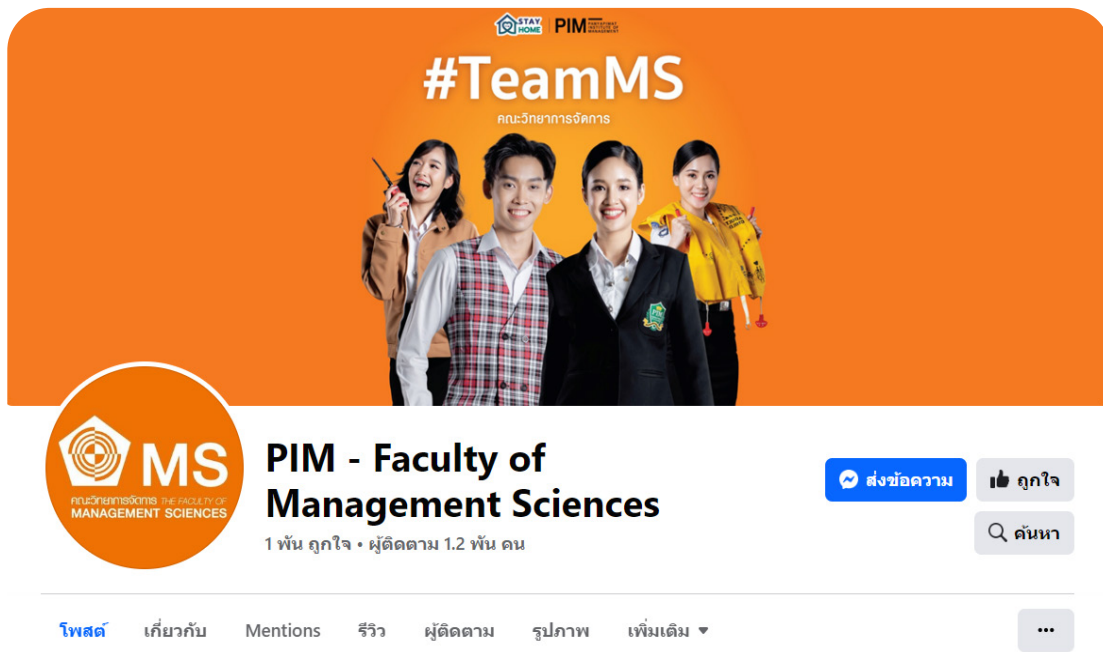 STAY
HOME
PIM PANYAPIWAT
INSTITUTE OF
MANAGEMENT
#TeamMS
คณะวิทยาการจัดการ
PIM
MS
คณะวิทยาการจัดการ THE FACULTY OF
MANAGEMENT SCIENCES
PIM - Faculty of
Management Sciences
1 พัน ถูกใจ • ผู้ติดตาม 1.2 พัน คน
ส่งข้อความ
ถูกใจ
ค้นหา
โพสต์ เกี่ยวกับ Mentions รีวิว ผู้ติดตาม รูปภาพ เพิ่มเติม